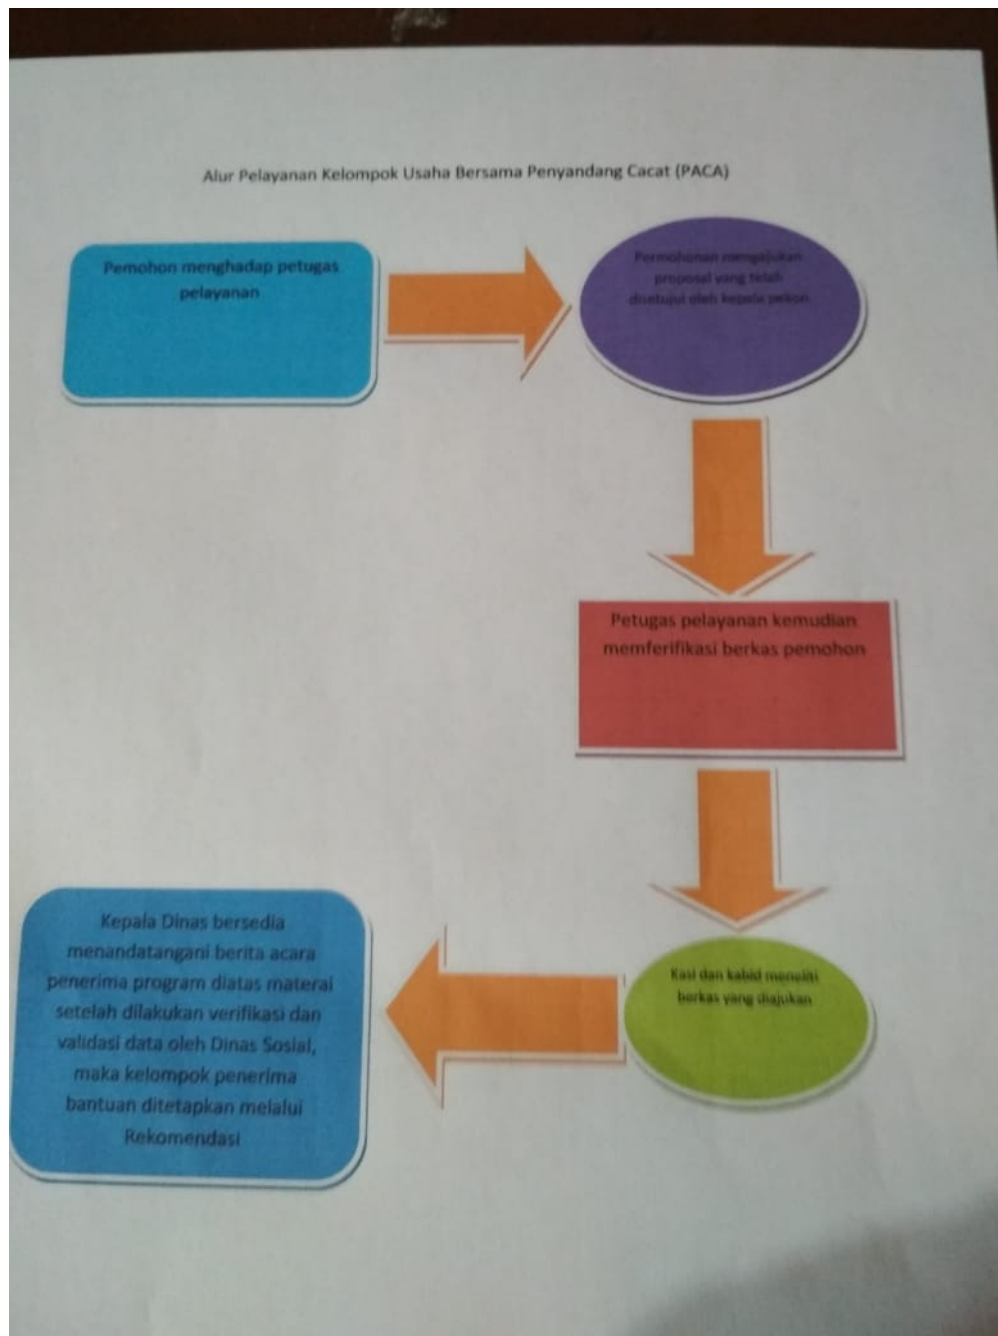 Alur Pelayanan Kelompok Usaha Bersama Penyandang Cacat (PACA)
Pemohon menghadap petugas
pelayanan
Permohonan mengajukan
proposal yang telah
disetujui oleh kepala pekon
Petugas pelayanan kemudian
memferifikasi berkas pemohon
Kasi dan kabid meneliti
berkas yang diajukan
Kepala Dinas bersedia
menandatangani berita acara
penerima program diatas materai
setelah dilakukan verifikasi dan
validasi data oleh Dinas Sosial,
maka kelompok penerima
bantuan ditetapkan melalui
Rekomendasi